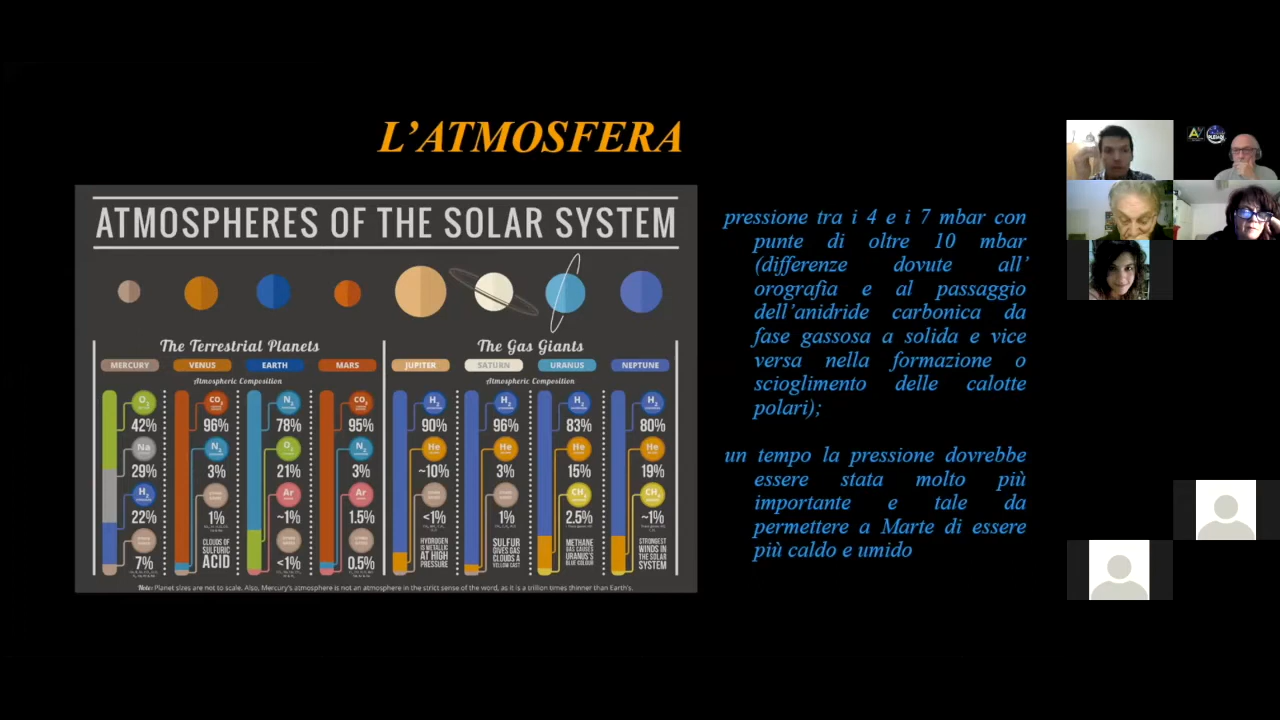 L'ATMOSFERA
ATMOSPHERES OF THE SOLAR SYSTEM
The Terrestrial Planets
The Gas Giants
MERCURY VENUS EARTH MARS JUPITER SATURN URANUS NEPTUNE
Atmospheric Composition
Atmospheric Composition
O2 CO2 N2 CO2 H2 H2 H2 H2
42% 96% 78% 95% 90% 96% 83% 80%
Na N2 O2 N2 He He He He
29% 3% 21% 3% ~10% 3% 15% 19%
H2 Ar Ar CH4 CH4
22% 1% ~1% 1.5% <1% 1% 2.5% ~1%
7% <1% 0.5%
CLOUDS OF
SULFURIC
ACID
HYDROGEN
IS METALLIC
AT HIGH
PRESSURE
SULFUR
GIVES GAS
CLOUDS A
YELLOW CAST
METHANE
GAS CAUSES
URANUS'S
BLUE COLOUR
STRONGEST
WINDS IN
THE SOLAR
SYSTEM
Note: Planet sizes are not to scale. Also, Mercury's atmosphere is not an atmosphere in the strict sense of the word, as it is a trillion times thinner than Earth's.
pressione tra i 4 e i 7 mbar con
punte di oltre 10 mbar
(differenze dovute all'
orografia e al passaggio
dell'anidride carbonica da
fase gassosa a solida e vice
versa nella formazione o
scioglimento delle calotte
polari);
un tempo la pressione dovrebbe
essere stata molto più
importante e tale da
permettere a Marte di essere
più caldo e umido